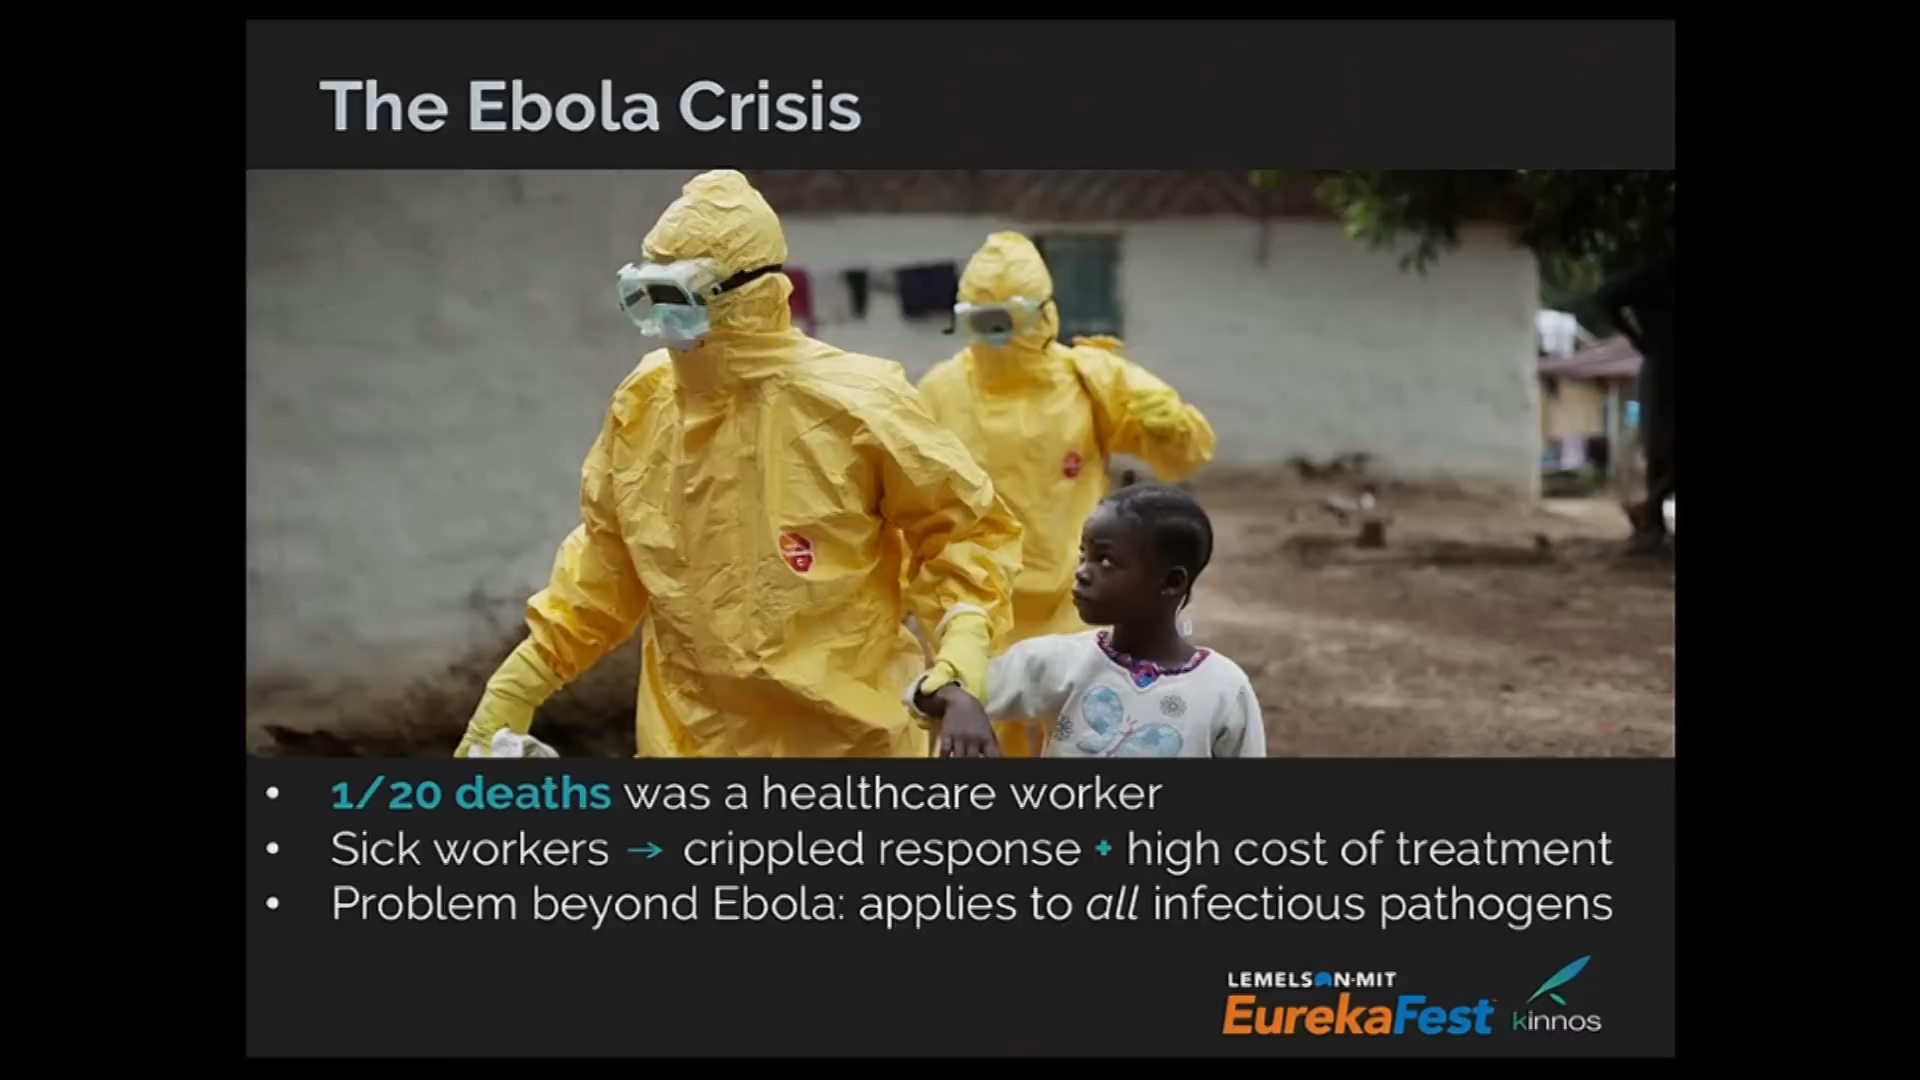 The Ebola Crisis
• 1/20 deaths was a healthcare worker
• Sick workers → crippled response + high cost of treatment
• Problem beyond Ebola: applies to all infectious pathogens
LEMELSON-MIT
EurekaFest™
kinnos